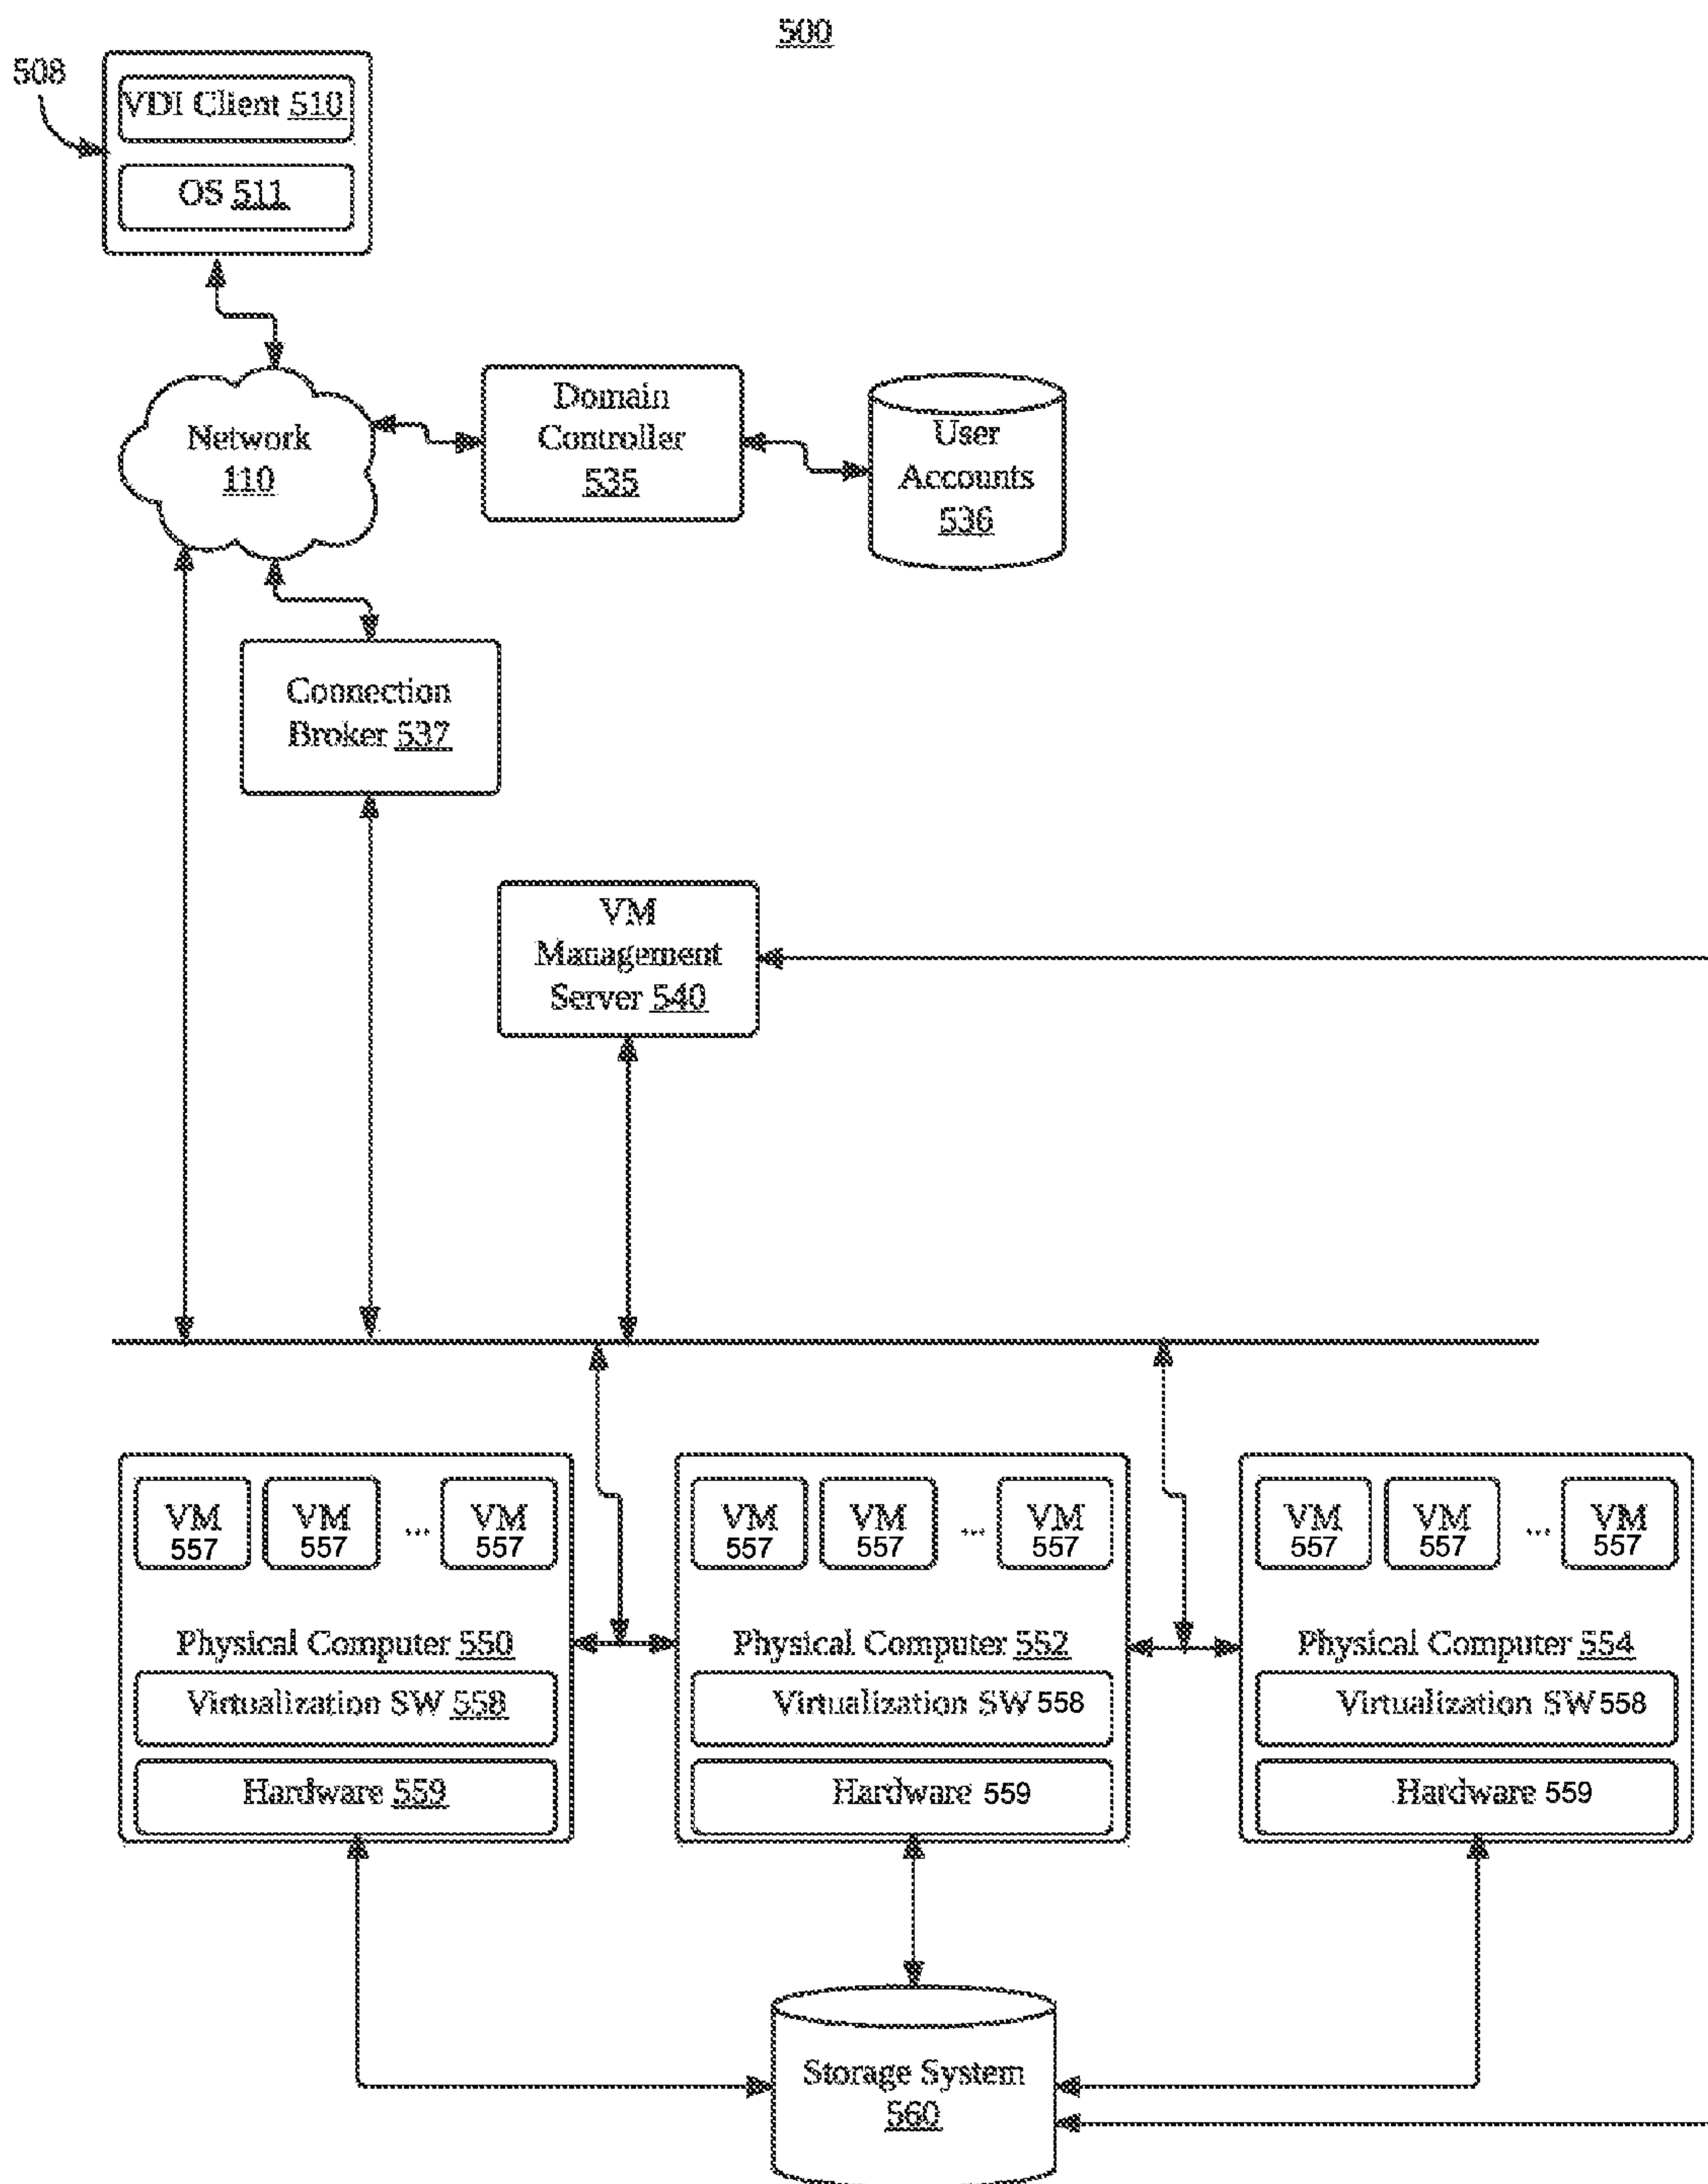 500
508
VDI Client 510
OS 511
Network
110
Domain
Controller
535
User
Accounts
536
Connection
Broker 537
VM
Management
Server 540
VM
557
VM
557
...
VM
557
Physical Computer 550
Virtualization SW 558
Hardware 559
VM
557
VM
557
...
VM
557
Physical Computer 552
Virtualization SW 558
Hardware 559
VM
557
VM
557
...
VM
557
Physical Computer 554
Virtualization SW 558
Hardware 559
Storage System
560